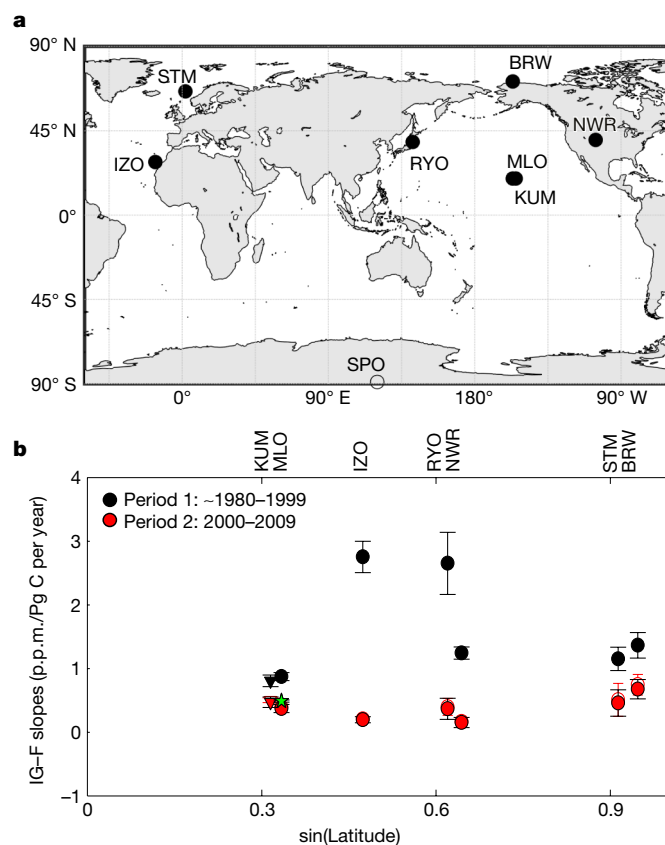 a
90° N
45° N
0°
45° S
90° S
STM
BRW
NWR
IZO
RYO
MLO
KUM
SPO
0° 90° E 180° 90° W
b
KUM
MLO
IZO
RYO
NWR
STM
BRW
4
3
2
1
0
−1
Period 1: ~1980–1999
Period 2: 2000–2009
IG–F slopes (p.p.m./Pg C per year)
0 0.3 0.6 0.9
sin(Latitude)